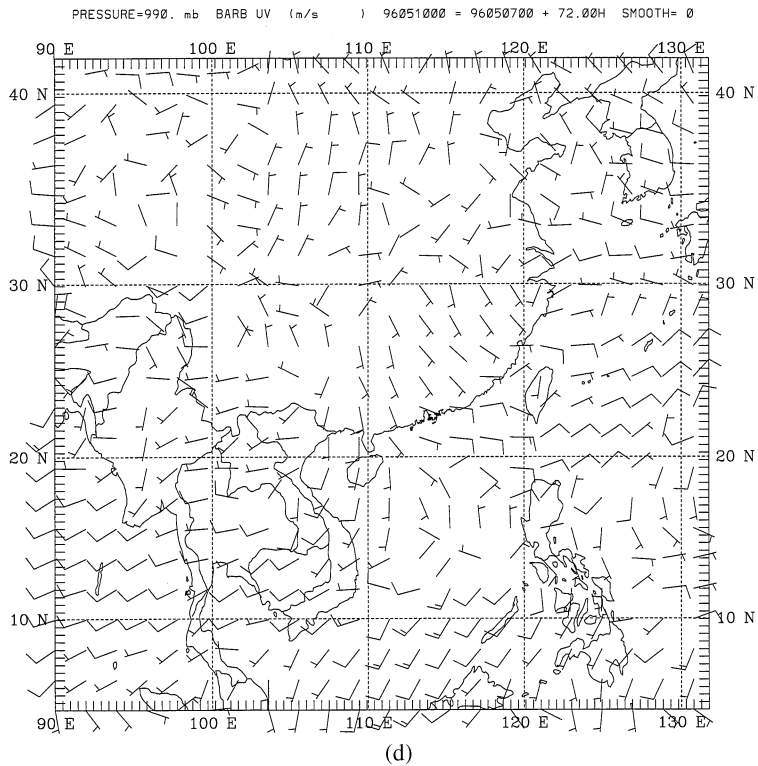 PRESSURE=990. mb BARB UV (m/s ) 96051000 = 96050700 + 72.00H SMOOTH= 0
90 E 100 E 110 E 120 E 130 E
40 N 40 N
30 N 30 N
20 N 20 N
10 N 10 N
90 E 100 E 110 E 120 E 130 E
(d)